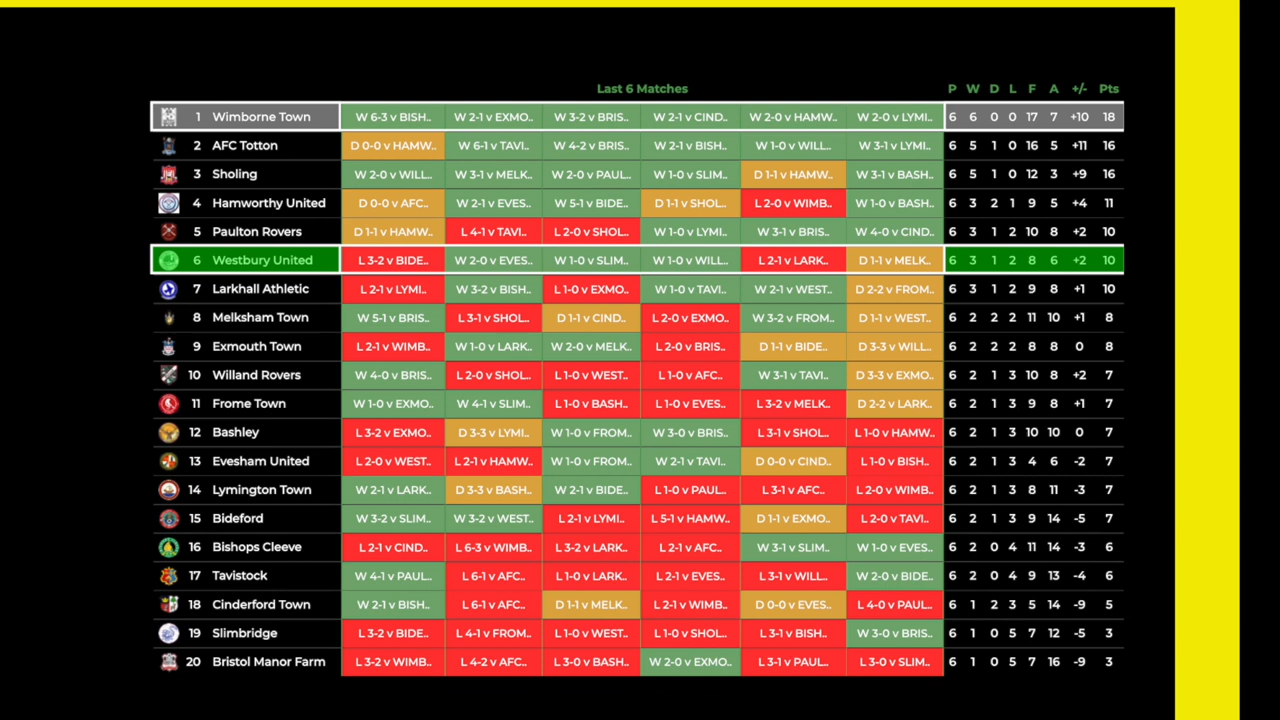 Last 6 Matches P W D L F A +/- Pts
1 Wimborne Town W 6-3 v BISH.. W 2-1 v EXMO.. W 3-2 v BRIS.. W 2-1 v CIND.. W 2-0 v HAMW.. W 2-0 v LYMI.. 6 6 0 0 17 7 +10 18
2 AFC Totton D 0-0 v HAMW.. W 6-1 v TAVI.. W 4-2 v BRIS.. W 2-1 v BISH.. W 1-0 v WILL.. W 3-1 v LYMI.. 6 5 1 0 16 5 +11 16
3 Sholing W 2-0 v WILL.. W 3-1 v MELK.. W 2-0 v PAUL.. W 1-0 v SLIM.. D 1-1 v HAMW.. W 3-1 v BASH.. 6 5 1 0 12 3 +9 16
4 Hamworthy United D 0-0 v AFC.. W 2-1 v EVES.. W 5-1 v BIDE.. D 1-1 v SHOL.. L 2-0 v WIMB.. W 1-0 v BASH.. 6 3 2 1 9 5 +4 11
5 Paulton Rovers D 1-1 v HAMW.. L 4-1 v TAVI.. L 2-0 v SHOL.. W 1-0 v LYMI.. W 3-1 v BRIS.. W 4-0 v CIND.. 6 3 1 2 10 8 +2 10
6 Westbury United L 3-2 v BIDE.. W 2-0 v EVES.. W 1-0 v SLIM.. W 1-0 v WILL.. L 2-1 v LARK.. D 1-1 v MELK.. 6 3 1 2 8 6 +2 10
7 Larkhall Athletic L 2-1 v LYMI.. W 3-2 v BISH.. L 1-0 v EXMO.. W 1-0 v TAVI.. W 2-1 v WEST.. D 2-2 v FROM.. 6 3 1 2 9 8 +1 10
8 Melksham Town W 5-1 v BRIS.. L 3-1 v SHOL.. D 1-1 v CIND.. L 2-0 v EXMO.. W 3-2 v FROM.. D 1-1 v WEST.. 6 2 2 2 11 10 +1 8
9 Exmouth Town L 2-1 v WIMB.. W 1-0 v LARK.. W 2-0 v MELK.. L 2-0 v BRIS.. D 1-1 v BIDE.. D 3-3 v WILL.. 6 2 2 2 8 8 0 8
10 Willand Rovers W 4-0 v BRIS.. L 2-0 v SHOL.. L 1-0 v WEST.. L 1-0 v AFC.. W 3-1 v TAVI.. D 3-3 v EXMO.. 6 2 1 3 10 8 +2 7
11 Frome Town W 1-0 v EXMO.. W 4-1 v SLIM.. L 1-0 v BASH.. L 1-0 v EVES.. L 3-2 v MELK.. D 2-2 v LARK.. 6 2 1 3 9 8 +1 7
12 Bashley L 3-2 v EXMO.. D 3-3 v LYMI.. W 1-0 v FROM.. W 3-0 v BRIS.. L 3-1 v SHOL.. L 1-0 v HAMW.. 6 2 1 3 10 10 0 7
13 Evesham United L 2-0 v WEST.. L 2-1 v HAMW.. W 1-0 v FROM.. W 2-1 v TAVI.. D 0-0 v CIND.. L 1-0 v BISH.. 6 2 1 3 4 6 -2 7
14 Lymington Town W 2-1 v LARK.. D 3-3 v BASH.. W 2-1 v BIDE.. L 1-0 v PAUL.. L 3-1 v AFC.. L 2-0 v WIMB.. 6 2 1 3 8 11 -3 7
15 Bideford W 3-2 v SLIM.. W 3-2 v WEST.. L 2-1 v LYMI.. L 5-1 v HAMW.. D 1-1 v EXMO.. L 2-0 v TAVI.. 6 2 1 3 9 14 -5 7
16 Bishops Cleeve L 2-1 v CIND.. L 6-3 v WIMB.. L 3-2 v LARK.. L 2-1 v AFC.. W 3-1 v SLIM.. W 1-0 v EVES.. 6 2 0 4 11 14 -3 6
17 Tavistock W 4-1 v PAUL.. L 6-1 v AFC.. L 1-0 v LARK.. L 2-1 v EVES.. L 3-1 v WILL.. W 2-0 v BIDE.. 6 2 0 4 9 13 -4 6
18 Cinderford Town W 2-1 v BISH.. L 6-1 v AFC.. D 1-1 v MELK.. L 2-1 v WIMB.. D 0-0 v EVES.. L 4-0 v PAUL.. 6 1 2 3 5 14 -9 5
19 Slimbridge L 3-2 v BIDE.. L 4-1 v FROM.. L 1-0 v WEST.. L 1-0 v SHOL.. L 3-1 v BISH.. W 3-0 v BRIS.. 6 1 0 5 7 12 -5 3
20 Bristol Manor Farm L 3-2 v WIMB.. L 4-2 v AFC.. L 3-0 v BASH.. W 2-0 v EXMO.. L 3-1 v PAUL.. L 3-0 v SLIM.. 6 1 0 5 7 16 -9 3